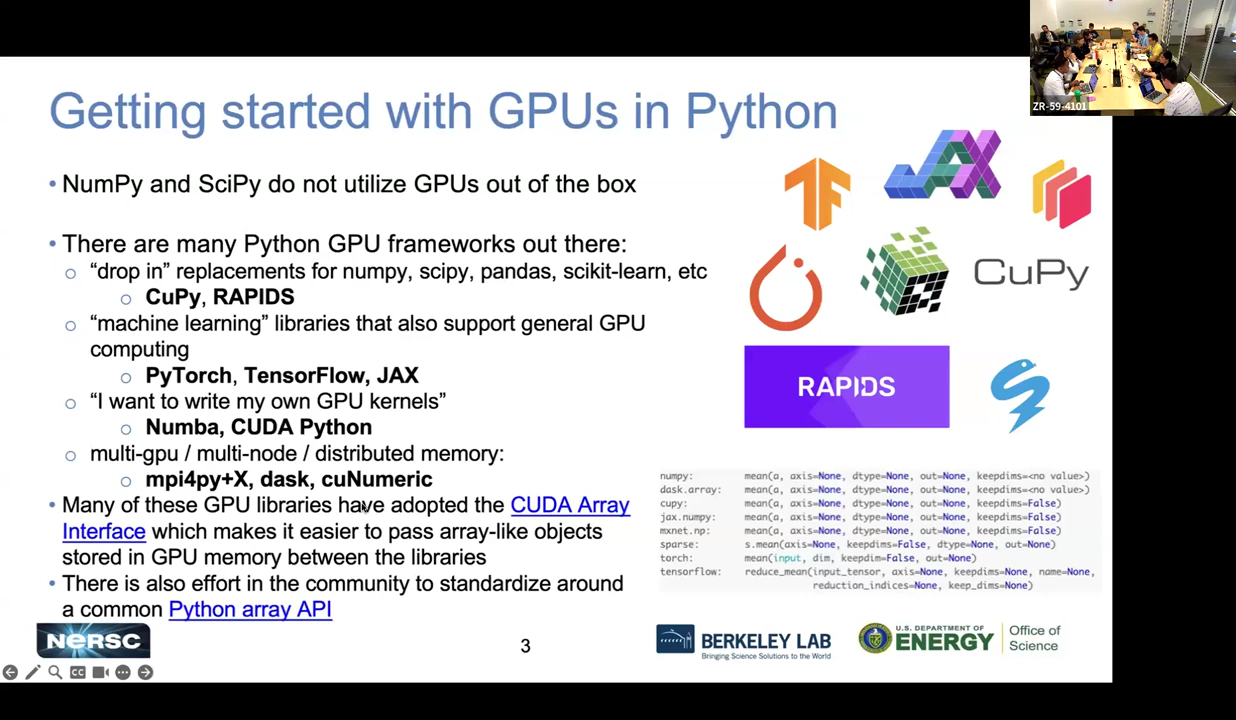 ZR-59-4101
Getting started with GPUs in Python
• NumPy and SciPy do not utilize GPUs out of the box
• There are many Python GPU frameworks out there:
○ “drop in” replacements for numpy, scipy, pandas, scikit-learn, etc
○ CuPy, RAPIDS
○ “machine learning” libraries that also support general GPU
computing
○ PyTorch, TensorFlow, JAX
○ “I want to write my own GPU kernels”
○ Numba, CUDA Python
○ multi-gpu / multi-node / distributed memory:
○ mpi4py+X, dask, cuNumeric
• Many of these GPU libraries have adopted the CUDA Array
Interface which makes it easier to pass array-like objects
stored in GPU memory between the libraries
• There is also effort in the community to standardize around
a common Python array API
JAX
CuPy
RAPIDS
numpy: mean(a, axis=None, dtype=None, out=None, keepdims=<no value>)
dask.array: mean(a, axis=None, dtype=None, out=None, keepdims=<no value>)
cupy: mean(a, axis=None, dtype=None, out=None, keepdims=False)
jax.numpy: mean(a, axis=None, dtype=None, out=None, keepdims=False)
mxnet.np: mean(a, axis=None, dtype=None, out=None, keepdims=False)
sparse: s.mean(axis=None, keepdims=False, dtype=None, out=None)
torch: mean(input, dim, keepdim=False, out=None)
tensorflow: reduce_mean(input_tensor, axis=None, keepdims=None, name=None,
reduction_indices=None, keep_dims=None)
NERSC
3
BERKELEY LAB
Bringing Science Solutions to the World
U.S. DEPARTMENT OF
ENERGY
Office of
Science
CC